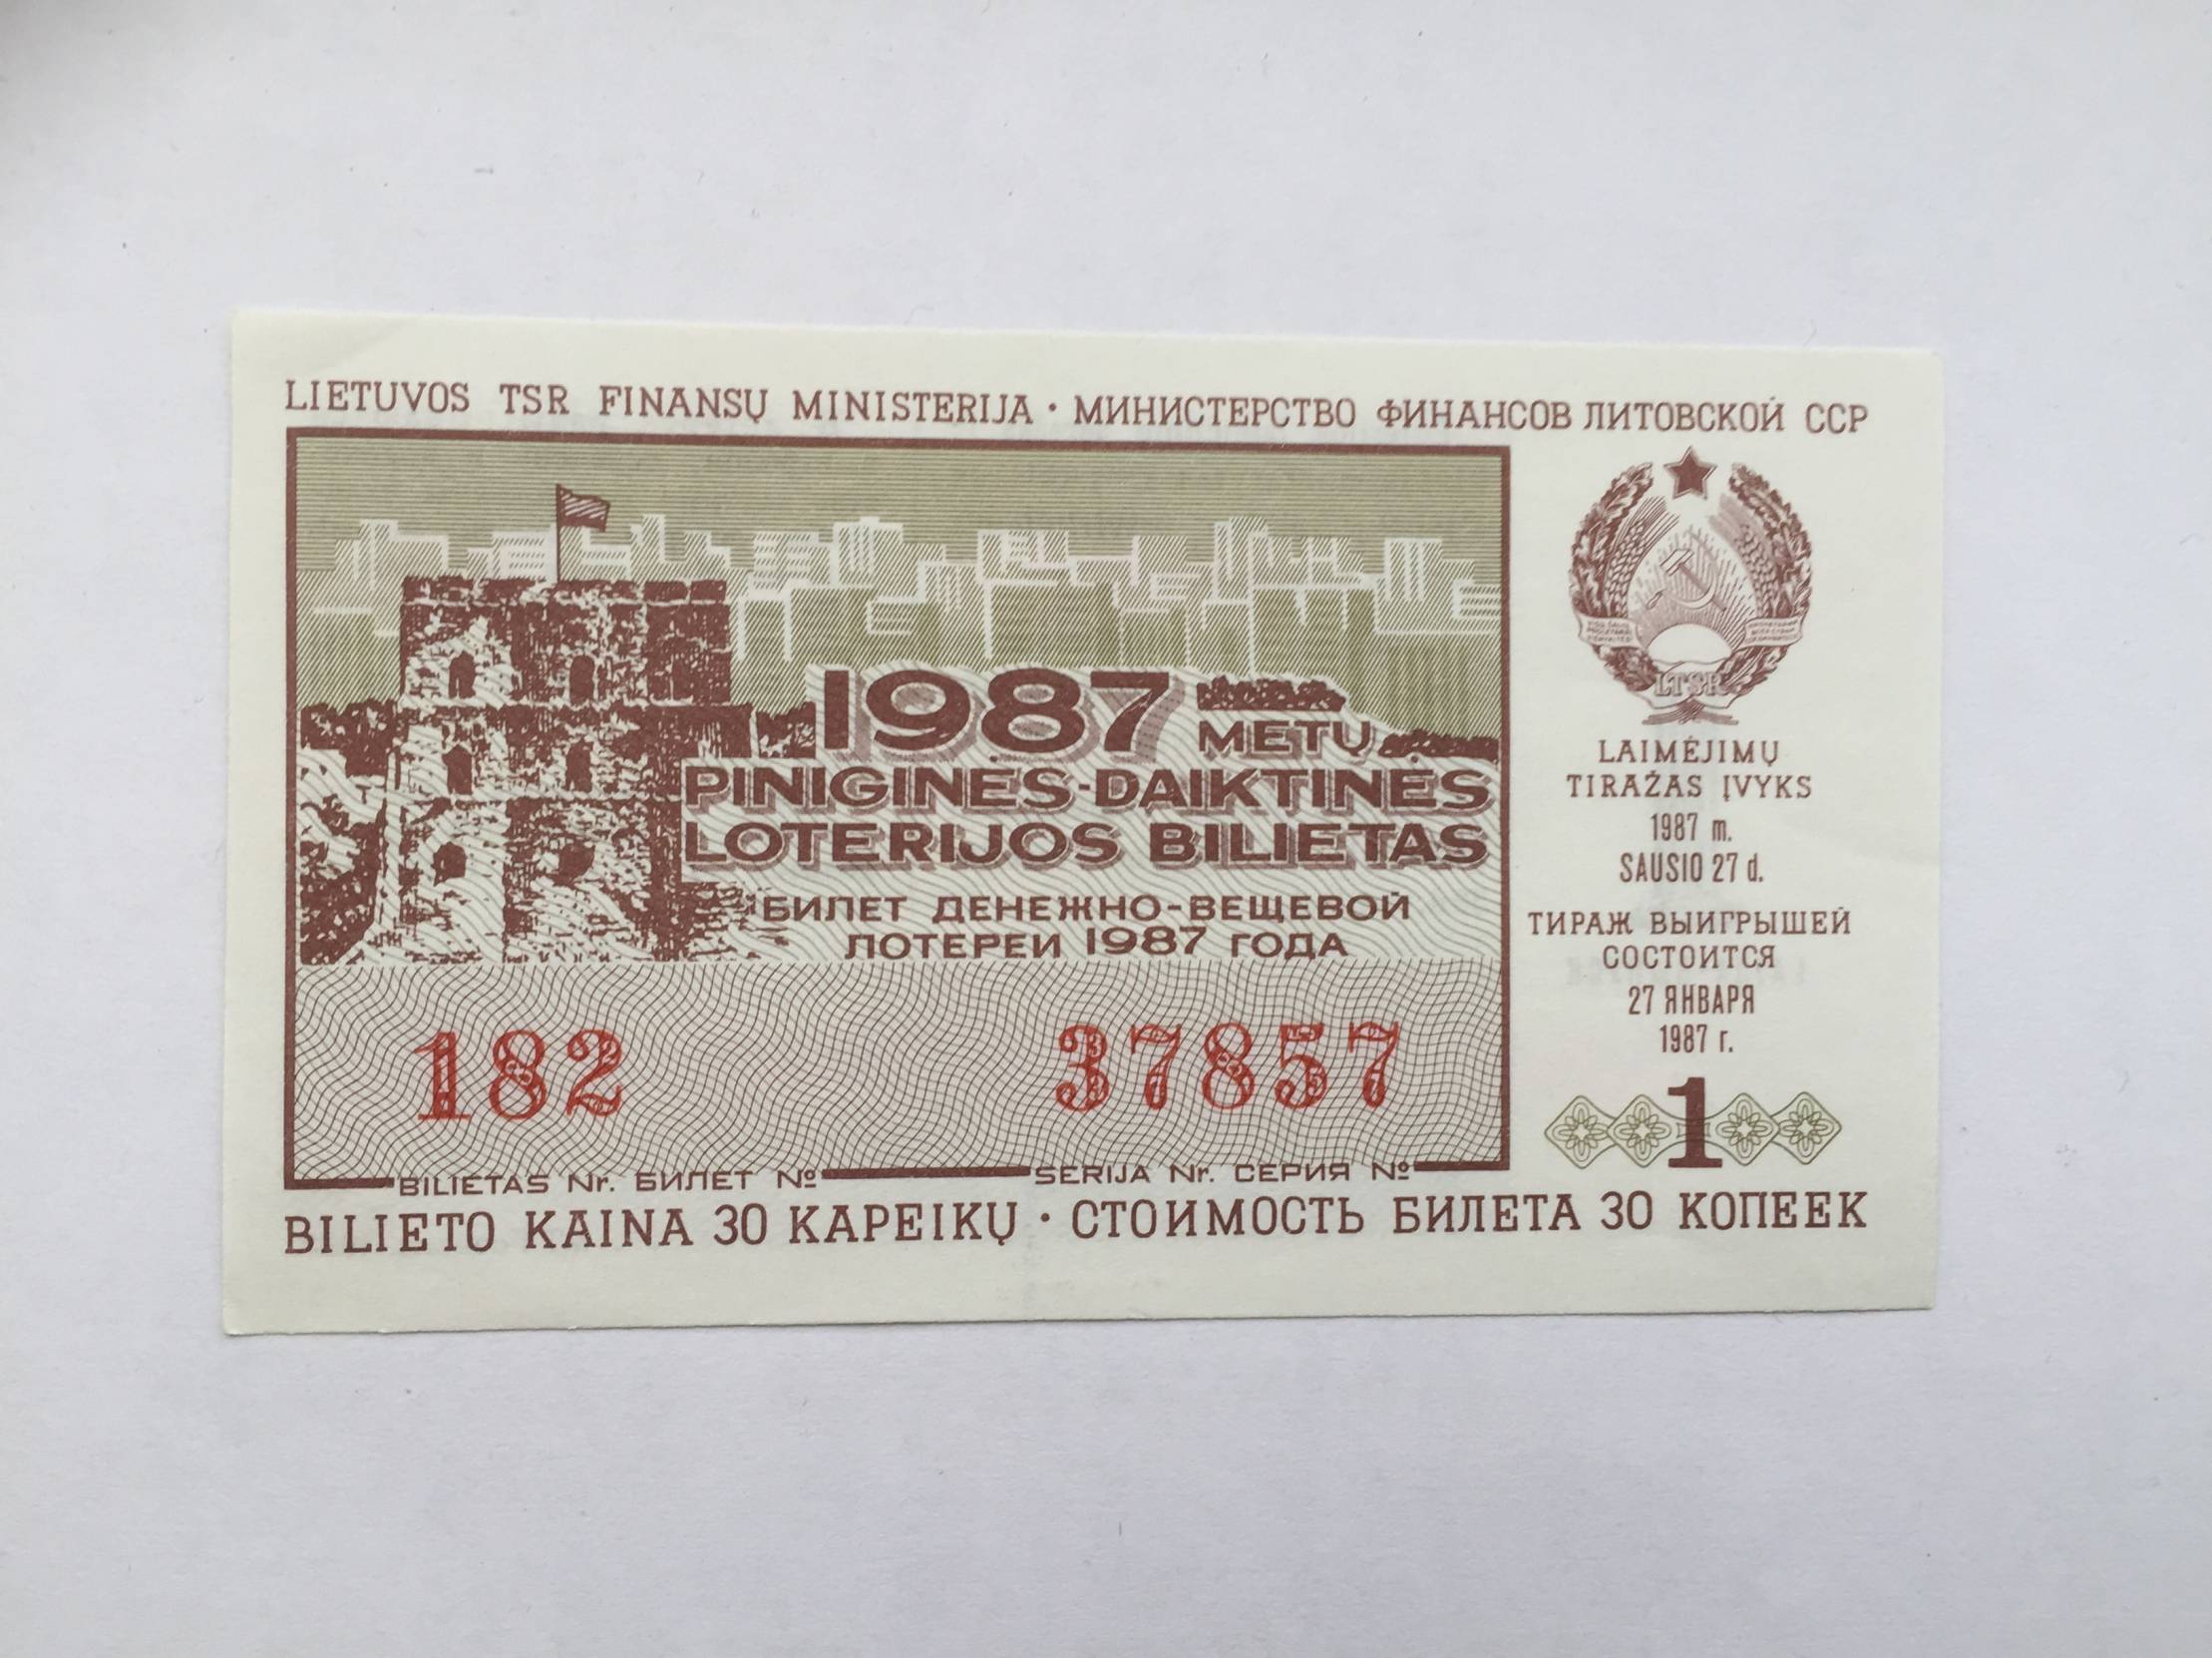 LIETUVOS TSR FINANSŲ MINISTERIJA · МИНИСТЕРСТВО ФИНАНСОВ ЛИТОВСКОЙ ССР
1987 METŲ
PINIGINĖS-DAIKTINĖS
LOTERIJOS BILIETAS
БИЛЕТ ДЕНЕЖНО-ВЕЩЕВОЙ
ЛОТЕРЕИ 1987 ГОДА
182 37857
BILIETAS Nr. БИЛЕТ № SERIJA Nr. СЕРИЯ №
LTSR
LAIMĖJIMŲ
TIRAŽAS ĮVYKS
1987 m.
SAUSIO 27 d.
ТИРАЖ ВЫИГРЫШЕЙ
СОСТОИТСЯ
27 ЯНВАРЯ
1987 г.
1
BILIETO KAINA 30 KAPEIKŲ · СТОИМОСТЬ БИЛЕТА 30 КОПЕЕК